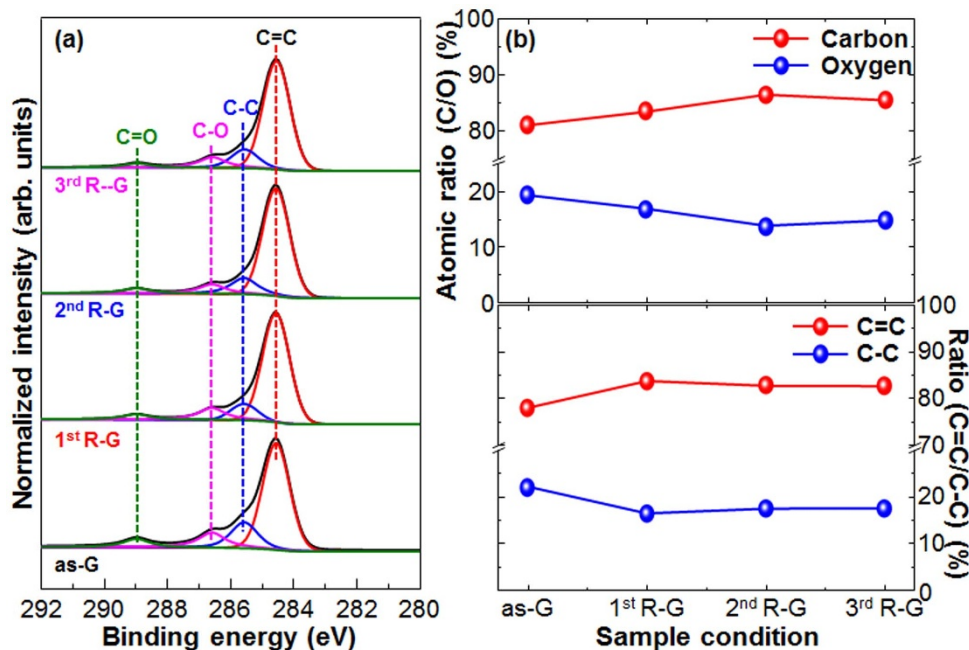 (a)
C=C
C-C
C-O
C=O
3rd R--G
2nd R-G
1st R-G
as-G
Normalized intensity (arb. units)
292 290 288 286 284 282 280
Binding energy (eV)
(b)
Carbon
Oxygen
100
90
80
20
10
0
Atomic ratio (C/O) (%)
C=C
C-C
100
90
80
70
20
10
0
Ratio (C=C/C-C) (%)
as-G 1st R-G 2nd R-G 3rd R-G
Sample condition